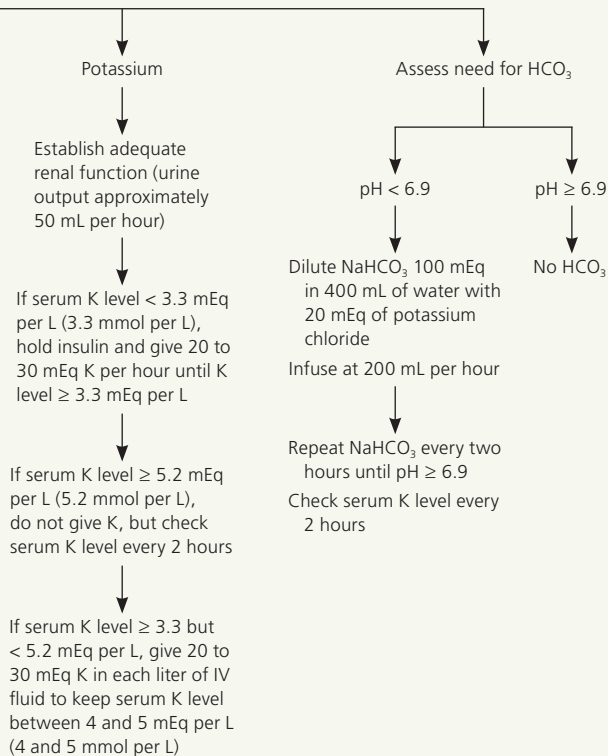 Potassium
Establish adequate
renal function (urine
output approximately
50 mL per hour)
If serum K level < 3.3 mEq
per L (3.3 mmol per L),
hold insulin and give 20 to
30 mEq K per hour until K
level ≥ 3.3 mEq per L
If serum K level ≥ 5.2 mEq
per L (5.2 mmol per L),
do not give K, but check
serum K level every 2 hours
If serum K level ≥ 3.3 but
< 5.2 mEq per L, give 20 to
30 mEq K in each liter of IV
fluid to keep serum K level
between 4 and 5 mEq per L
(4 and 5 mmol per L)
Assess need for HCO₃
pH < 6.9
Dilute NaHCO₃ 100 mEq
in 400 mL of water with
20 mEq of potassium
chloride
Infuse at 200 mL per hour
Repeat NaHCO₃ every two
hours until pH ≥ 6.9
Check serum K level every
2 hours
pH ≥ 6.9
No HCO₃